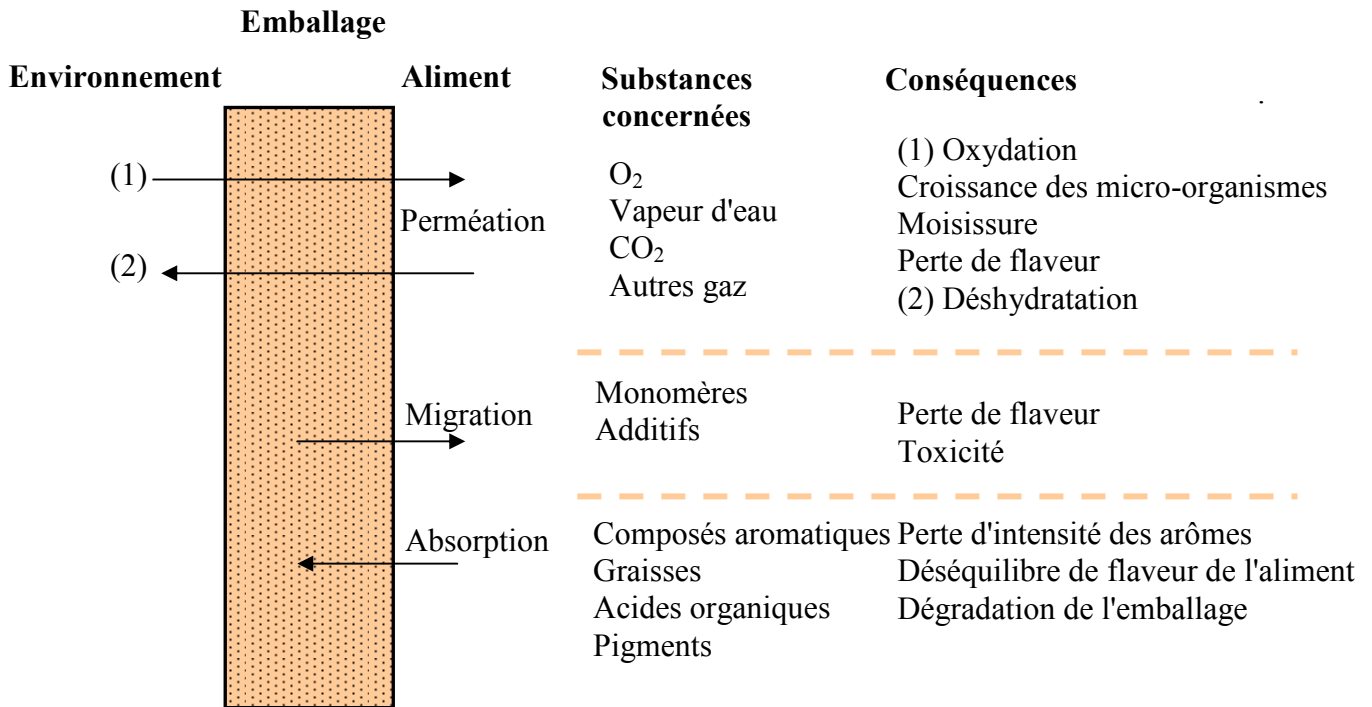 Emballage
Environnement
Aliment
Substances
concernées
Conséquences
.
(1)
(2)
Perméation
O₂
Vapeur d'eau
CO₂
Autres gaz
(1) Oxydation
Croissance des micro-organismes
Moisissure
Perte de flaveur
(2) Déshydratation
Migration
Monomères
Additifs
Perte de flaveur
Toxicité
Absorption
Composés aromatiques
Graisses
Acides organiques
Pigments
Perte d'intensité des arômes
Déséquilibre de flaveur de l'aliment
Dégradation de l'emballage